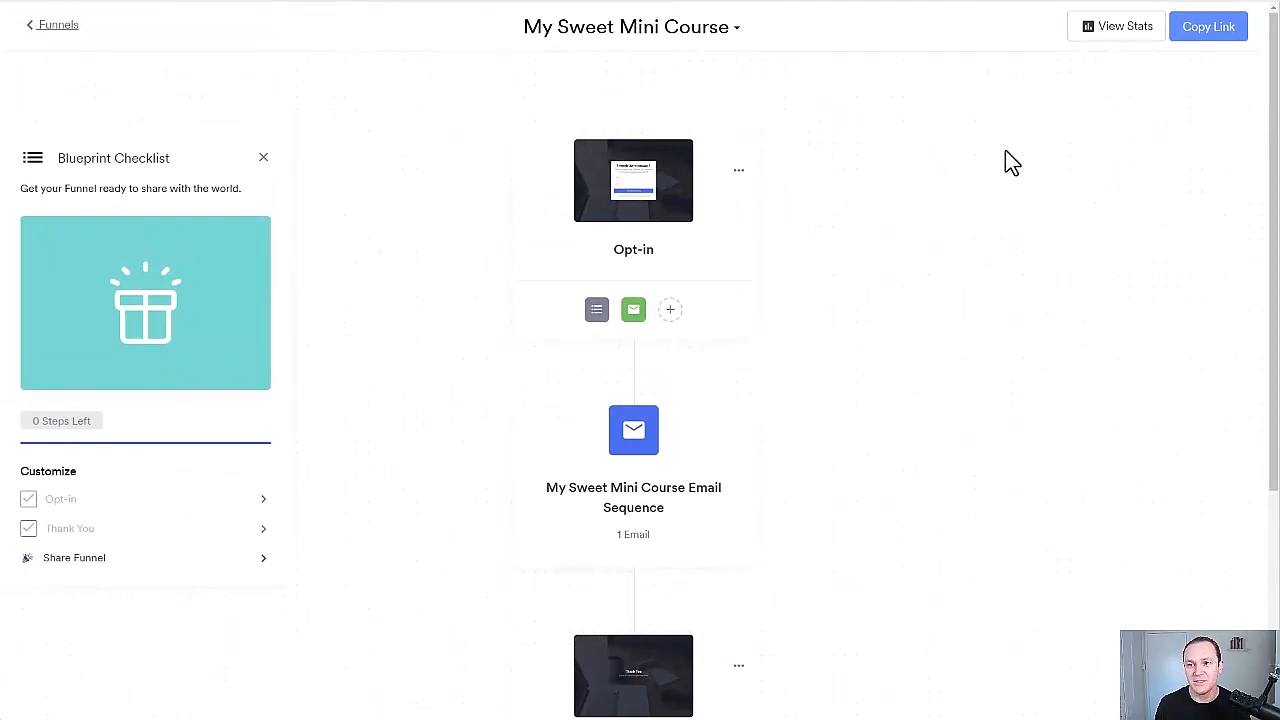 Funnels
My Sweet Mini Course
View Stats
Copy Link
Blueprint Checklist
Get your Funnel ready to share with the world.
0 Steps Left
Customize
Opt-in
Thank You
Share Funnel
Opt-in
My Sweet Mini Course Email
Sequence
1 Email
Thank You